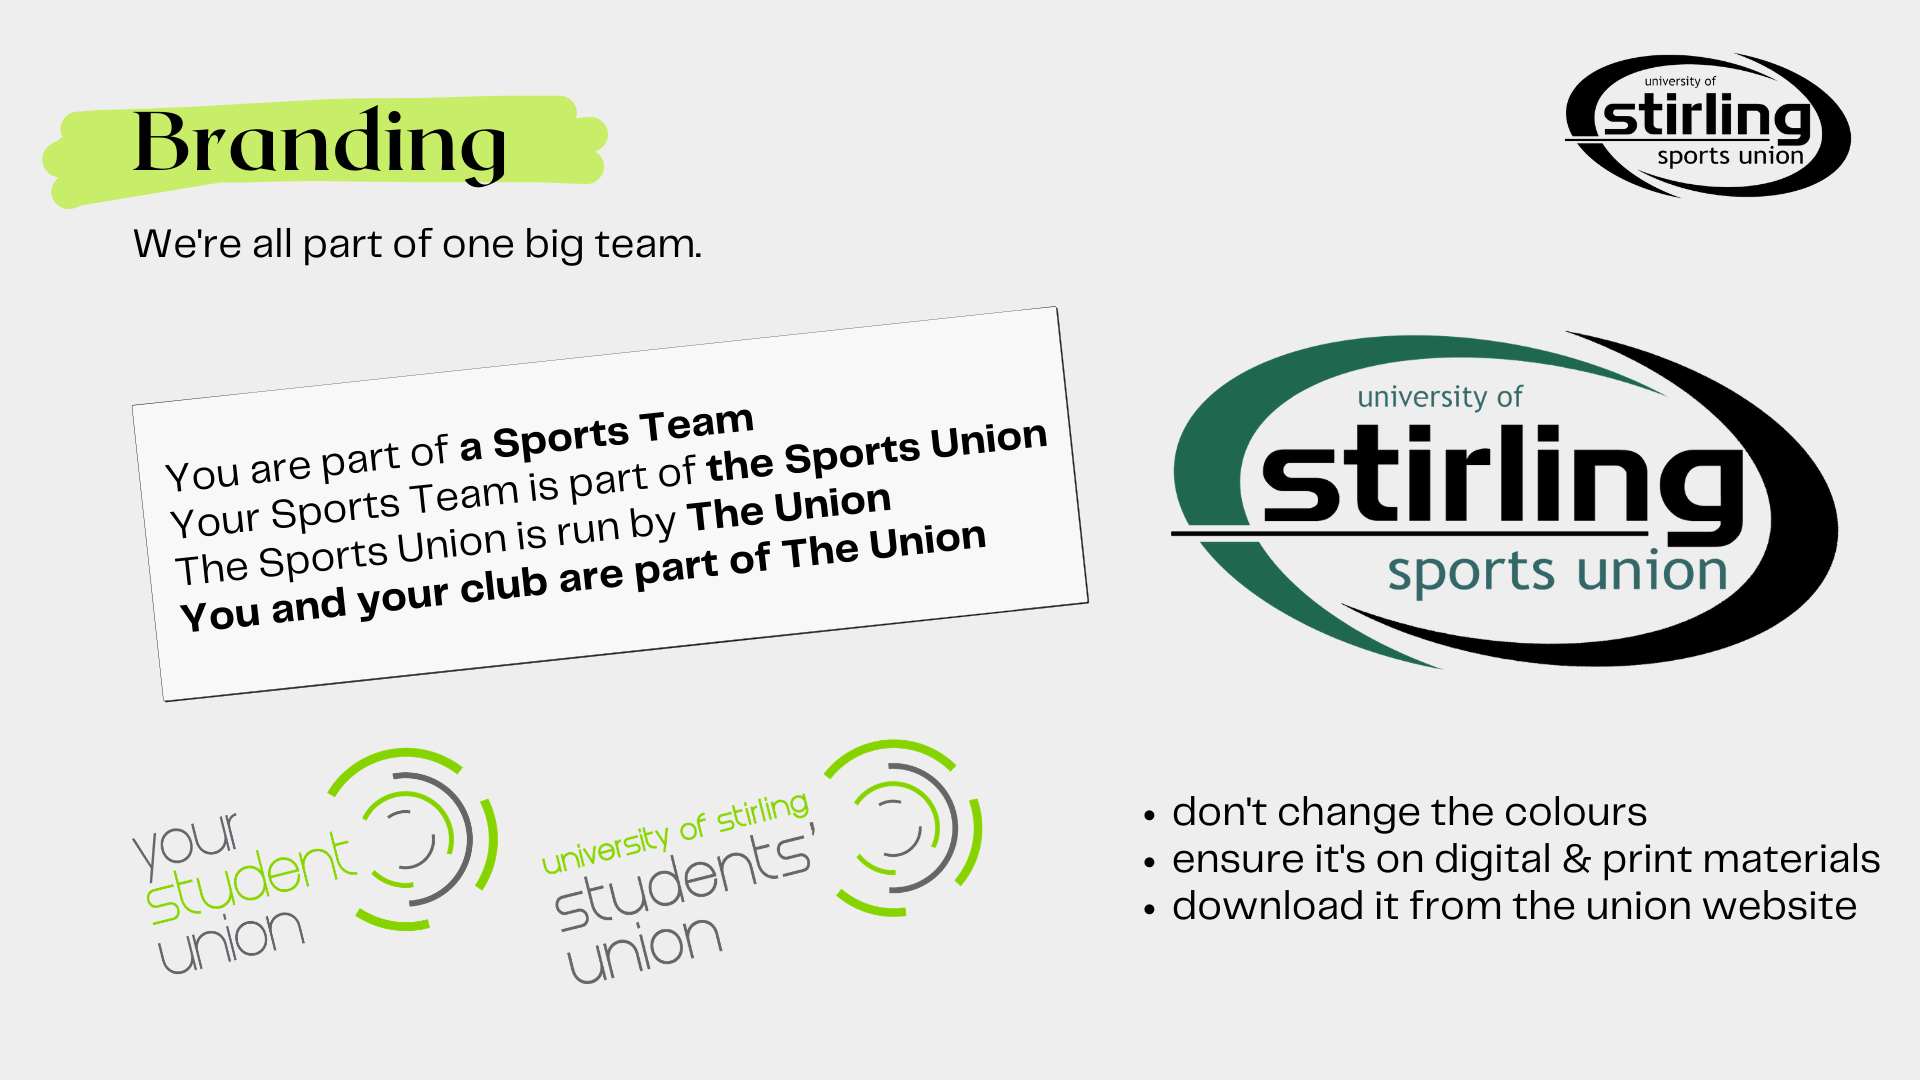 Branding
university of
stirling
sports union
We're all part of one big team.
You are part of a Sports Team
Your Sports Team is part of the Sports Union
The Sports Union is run by The Union
You and your club are part of The Union
university of
stirling
sports union
your
student
union
university of stirling
students'
union
• don't change the colours
• ensure it's on digital & print materials
• download it from the union website